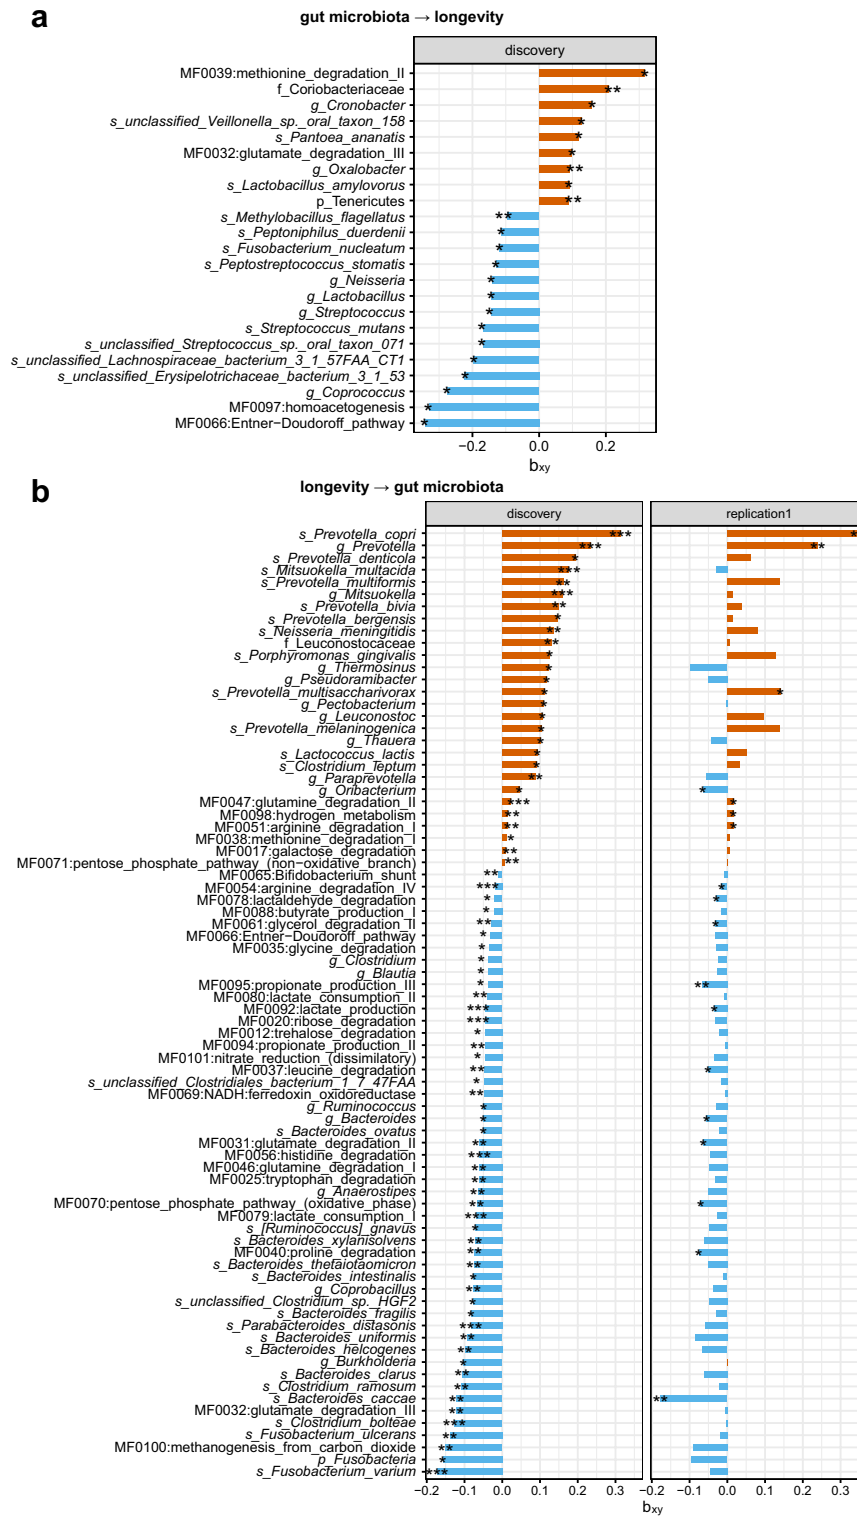 a
gut microbiota → longevity
discovery
MF0039:methionine_degradation_II *
f_Coriobacteriaceae **
g_Cronobacter *
s_unclassified_Veillonella_sp._oral_taxon_158 *
s_Pantoea_ananatis *
MF0032:glutamate_degradation_III *
g_Oxalobacter **
s_Lactobacillus_amylovorus *
p_Tenericutes **
s_Methylobacillus_flagellatus **
s_Peptoniphilus_duerdenii *
s_Fusobacterium_nucleatum *
s_Peptostreptococcus_stomatis *
g_Neisseria *
g_Lactobacillus *
g_Streptococcus *
s_Streptococcus_mutans *
s_unclassified_Streptococcus_sp._oral_taxon_071 *
s_unclassified_Lachnospiraceae_bacterium_3_1_57FAA_CT1 *
s_unclassified_Erysipelotrichaceae_bacterium_3_1_53 *
g_Coprococcus *
MF0097:homoacetogenesis *
MF0066:Entner−Doudoroff_pathway *
−0.2 0.0 0.2
bxy
b
longevity → gut microbiota
discovery replication1
s_Prevotella_copri *** *
g_Prevotella *** **
s_Prevotella_denticola *
s_Mitsuokella_multacida ***
s_Prevotella_multiformis **
g_Mitsuokella ***
s_Prevotella_bivia **
s_Prevotella_bergensis *
s_Neisseria_meningitidis **
f_Leuconostocaceae **
s_Porphyromonas_gingivalis *
g_Thermosinus *
g_Pseudoramibacter *
s_Prevotella_multisaccharivorax * *
g_Pectobacterium *
g_Leuconostoc *
s_Prevotella_melaninogenica *
g_Thauera *
s_Lactococcus_lactis *
s_Clostridium_leptum *
g_Paraprevotella **
g_Oribacterium * *
MF0047:glutamine_degradation_II *** *
MF0098:hydrogen_metabolism ** *
MF0051:arginine_degradation_I ** *
MF0038:methionine_degradation_I *
MF0017:galactose_degradation **
MF0071:pentose_phosphate_pathway_(non-oxidative_branch) **
MF0065:Bifidobacterium_shunt **
MF0054:arginine_degradation_IV *** *
MF0078:lactaldehyde_degradation * *
MF0088:butyrate_production_I *
MF0061:glycerol_degradation_II ** *
MF0066:Entner−Doudoroff_pathway *
MF0035:glycine_degradation *
g_Clostridium *
g_Blautia *
MF0095:propionate_production_III * **
MF0080:lactate_consumption_II **
MF0092:lactate_production *** *
MF0020:ribose_degradation ***
MF0012:trehalose_degradation *
MF0094:propionate_production_II **
MF0101:nitrate_reduction_(dissimilatory) *
MF0037:leucine_degradation ** *
s_unclassified_Clostridiales_bacterium_1_7_47FAA *
MF0069:NADH:ferredoxin_oxidoreductase **
g_Ruminococcus *
g_Bacteroides * *
s_Bacteroides_ovatus *
MF0031:glutamate_degradation_II ** *
MF0056:histidine_degradation ***
MF0046:glutamine_degradation_I **
MF0025:tryptophan_degradation **
g_Anaerostipes **
MF0070:pentose_phosphate_pathway_(oxidative_phase) ** *
MF0079:lactate_consumption_I ***
s_[Ruminococcus]_gnavus *
s_Bacteroides_xylanisolvens **
MF0040:proline_degradation ** *
s_Bacteroides_thetaiotaomicron **
s_Bacteroides_intestinalis *
g_Coprobacillus **
s_unclassified_Clostridium_sp._HGF2 *
s_Bacteroides_fragilis *
s_Parabacteroides_distasonis ***
s_Bacteroides_uniformis **
s_Bacteroides_helcogenes **
g_Burkholderia *
s_Bacteroides_clarus **
s_Clostridium_ramosum **
s_Bacteroides_caccae ** **
MF0032:glutamate_degradation_III **
s_Clostridium_bolteae ***
s_Fusobacterium_ulcerans **
MF0100:methanogenesis_from_carbon_dioxide **
p_Fusobacteria *
s_Fusobacterium_varium ***
−0.2 −0.1 0.0 0.1 0.2 0.3 −0.2 −0.1 0.0 0.1 0.2 0.3
bxy